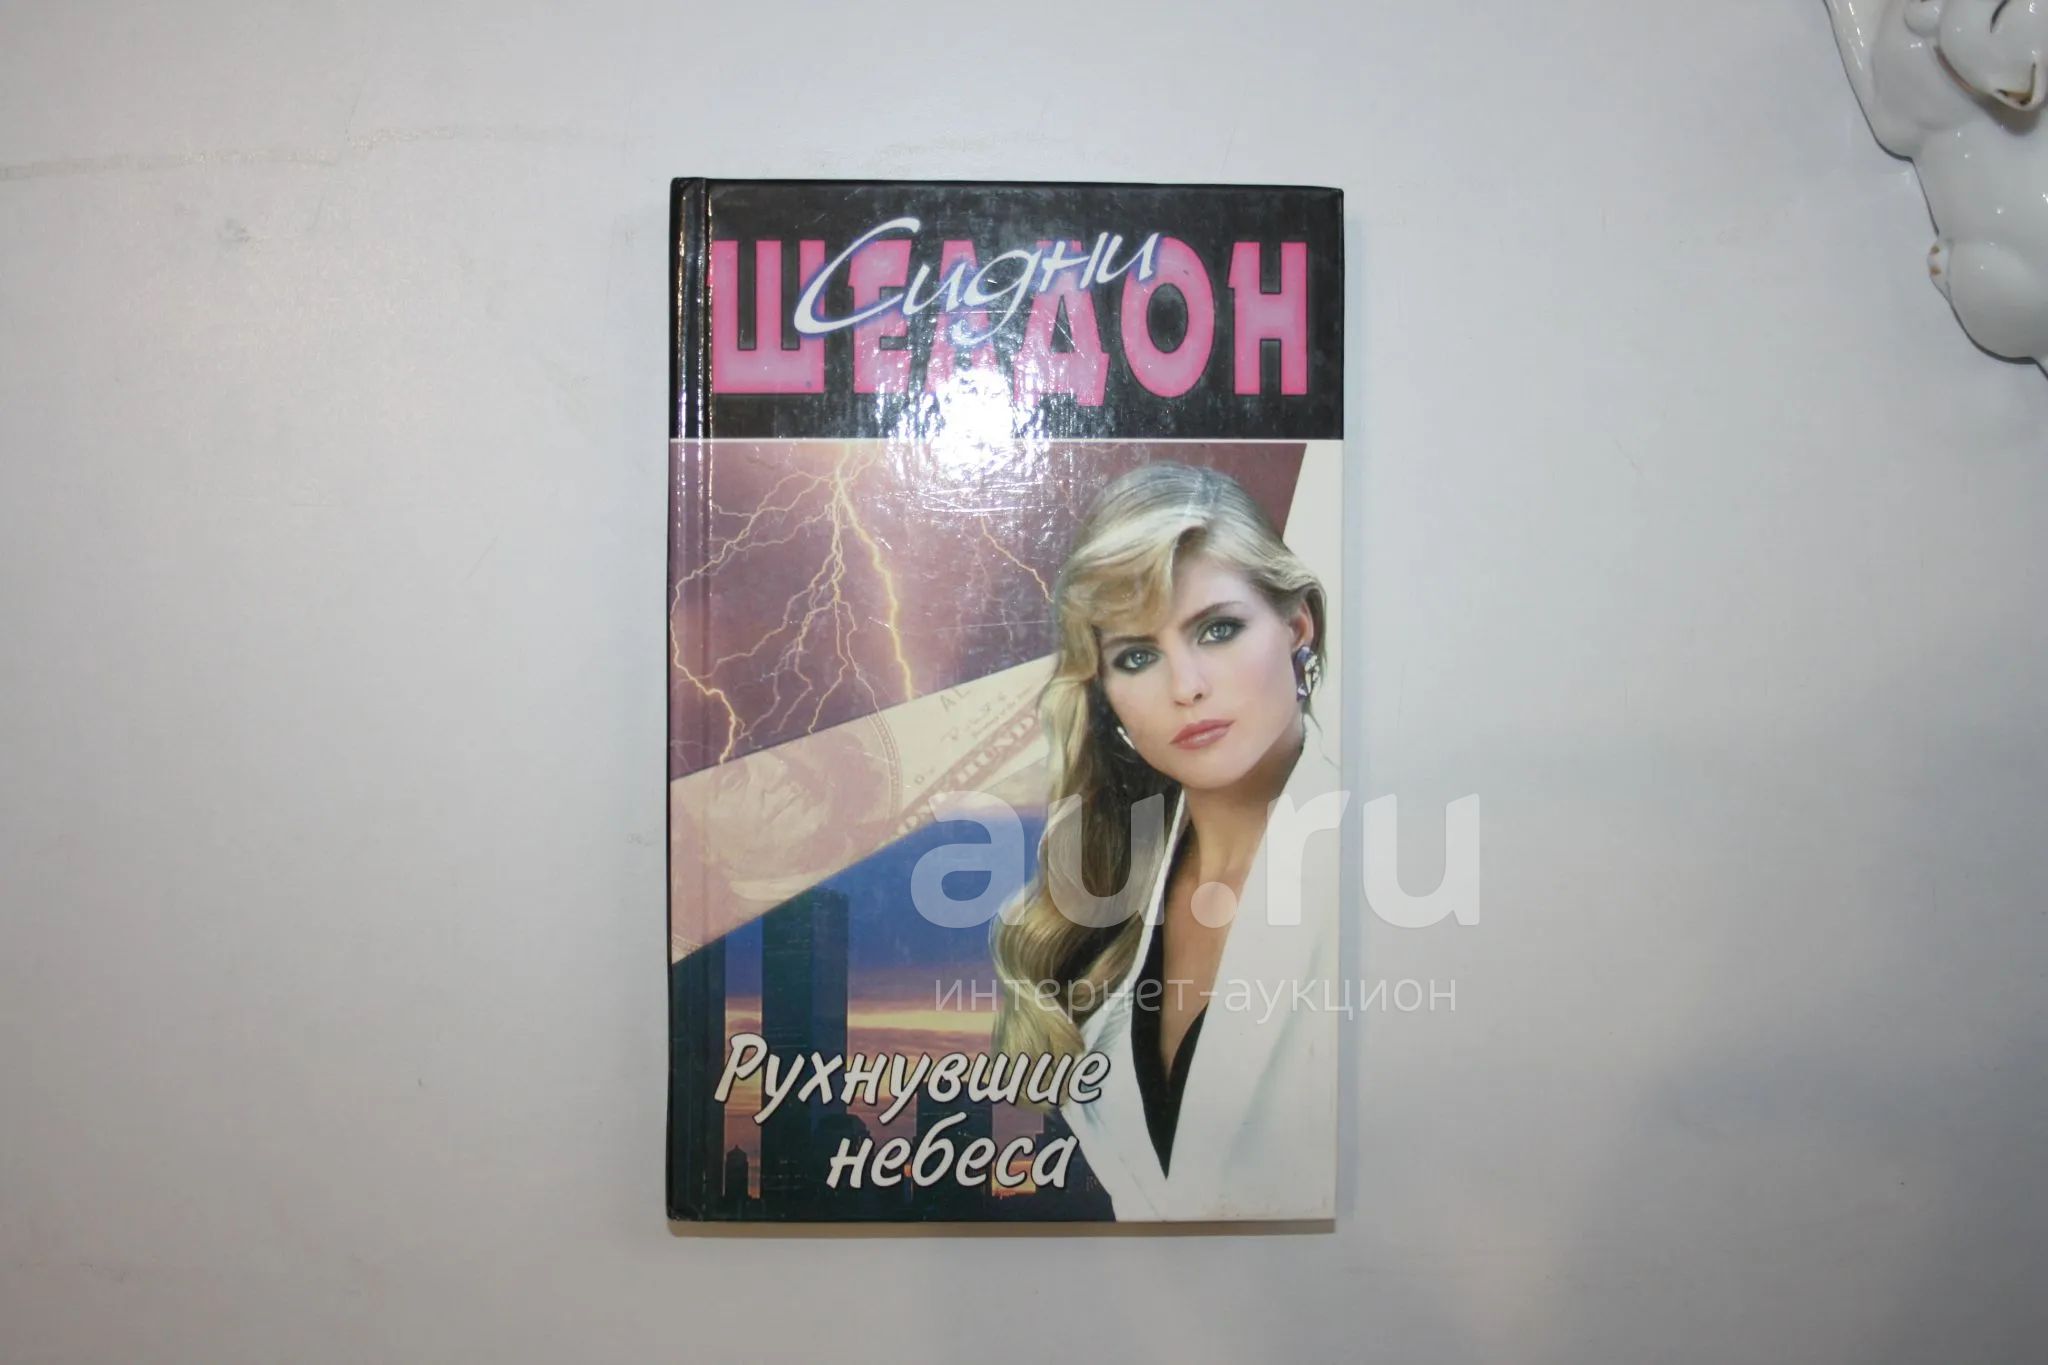 Сидни
ШЕЛДОН
Рухнувшие
небеса
au.ru
интернет-аукцион